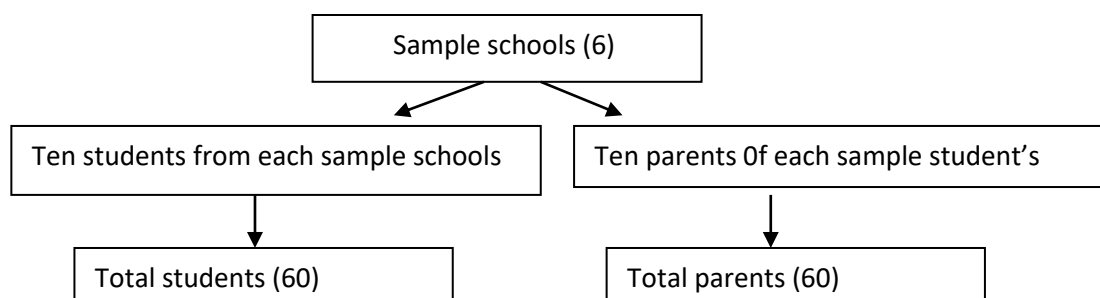 Sample schools (6)
Ten students from each sample schools
Ten parents 0f each sample student’s
Total students (60)
Total parents (60)